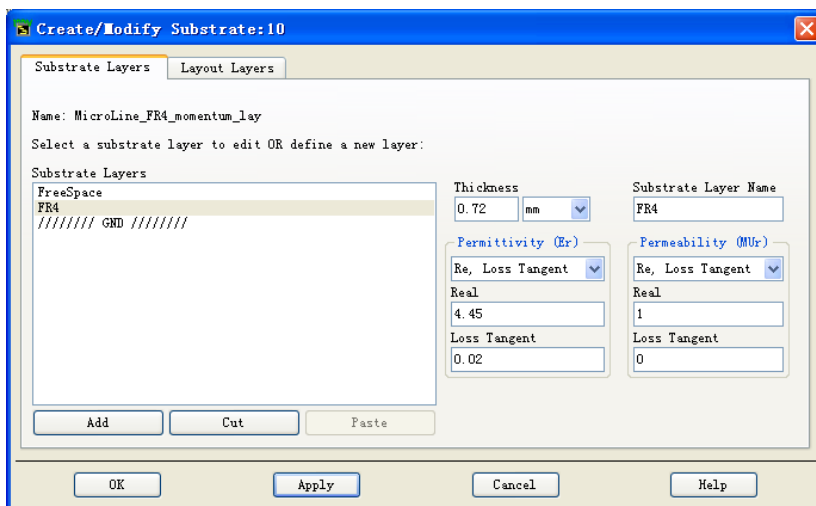 Create/Modify Substrate:10
Substrate Layers
Layout Layers
Name: MicroLine_FR4_momentum_lay
Select a substrate layer to edit OR define a new layer:
Substrate Layers
FreeSpace
FR4
//////// GND ////////
Thickness
0.72
mm
Substrate Layer Name
FR4
Permittivity (Er)
Re, Loss Tangent
Real
4.45
Loss Tangent
0.02
Permeability (MUr)
Re, Loss Tangent
Real
1
Loss Tangent
0
Add
Cut
Paste
OK
Apply
Cancel
Help